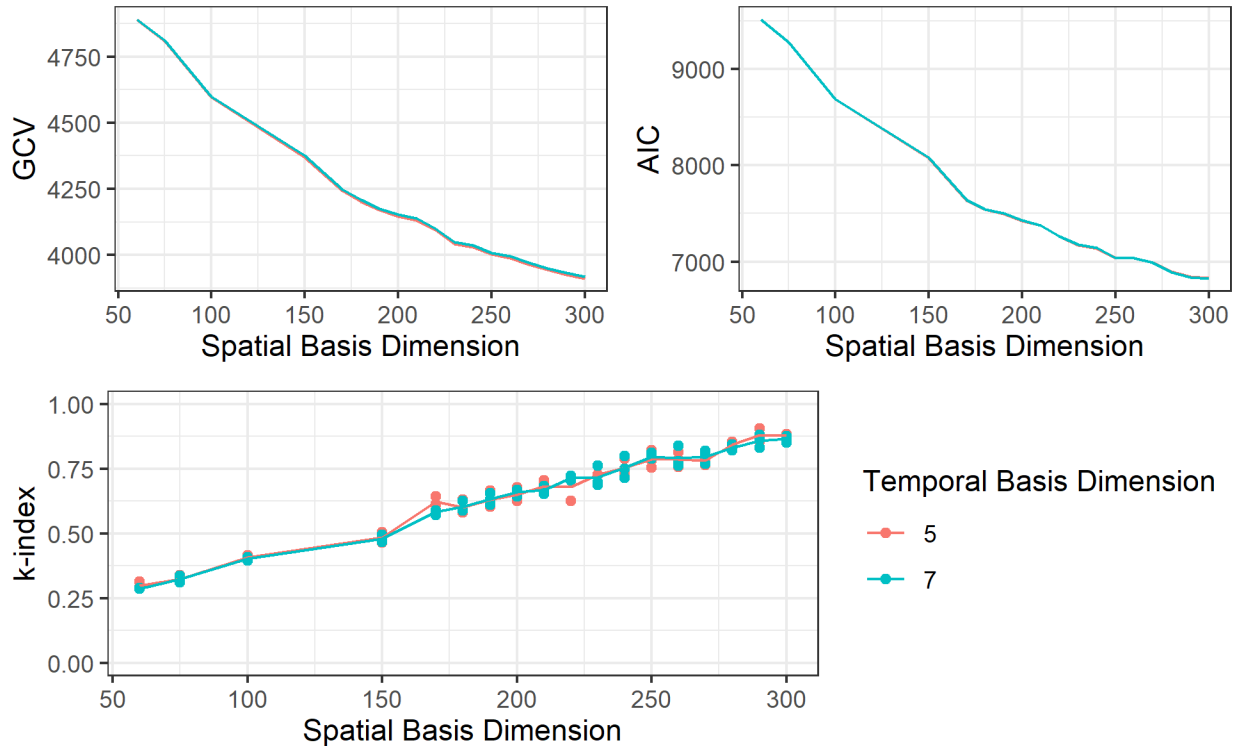 GCV
4750
4500
4250
4000
50 100 150 200 250 300
Spatial Basis Dimension
AIC
9000
8000
7000
50 100 150 200 250 300
Spatial Basis Dimension
k-index
1.00
0.75
0.50
0.25
0.00
50 100 150 200 250 300
Spatial Basis Dimension
Temporal Basis Dimension
5
7